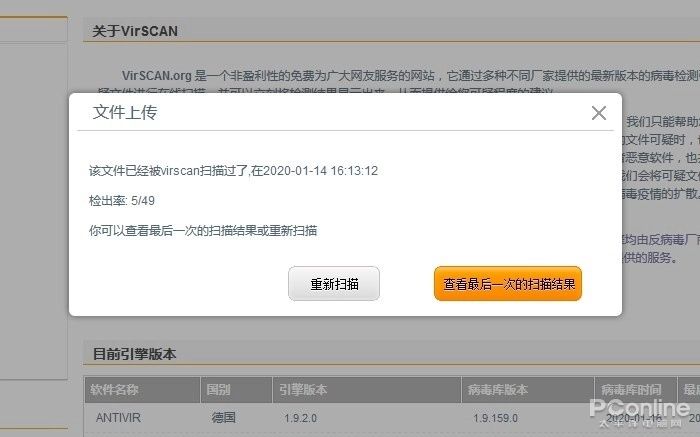 关于VirSCAN
VirSCAN.org 是一个非盈利性的免费为广大网友服务的网站，它通过多种不同厂家提供的最新版本的病毒检测
文件上传
我们只能帮助
该文件已经被virscan扫描过了,在2020-01-14 16:13:12
检出率: 5/49
你可以查看最后一次的扫描结果或重新扫描
重新扫描
查看最后一次的扫描结果
文件可疑时，
恶意软件，也
们会将可疑文
病毒疫情的扩散。
均由反病毒厂
提供的服务。
目前引擎版本
软件名称 国别 引擎版本 病毒库版本 病毒库时间
ANTIVIR 德国 1.9.2.0 1.9.159.0 2020-01-16 20
PConline
太平洋电脑网